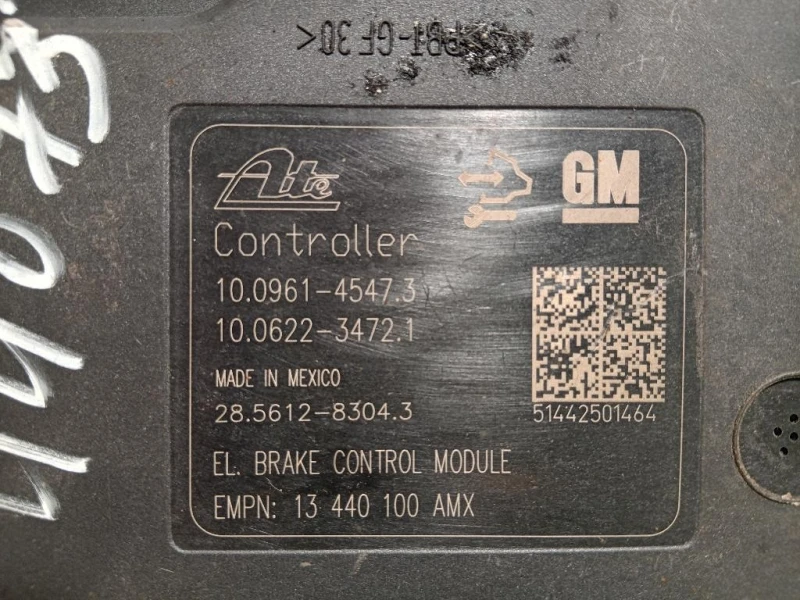 >PBT-GF30<
Ate
GM
Controller
10.0961-4547.3
10.0622-3472.1
MADE IN MEXICO
28.5612-8304.3
51442501464
EL. BRAKE CONTROL MODULE
EMPN: 13 440 100 AMX